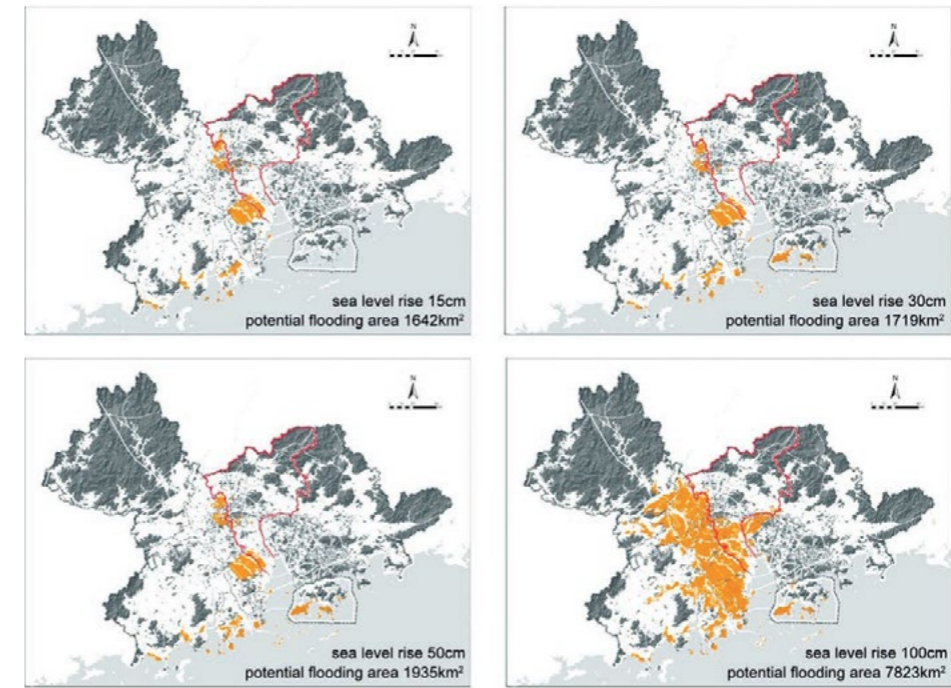 N
sea level rise 15cm
potential flooding area 1642km²
N
sea level rise 30cm
potential flooding area 1719km²
N
sea level rise 50cm
potential flooding area 1935km²
N
sea level rise 100cm
potential flooding area 7823km²